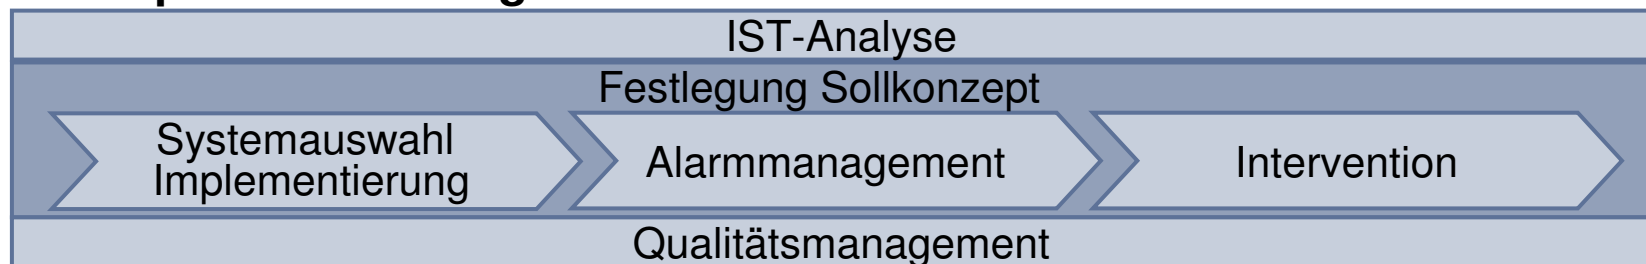 IST-Analyse
Festlegung Sollkonzept
Systemauswahl
Implementierung
Alarmmanagement
Intervention
Qualitätsmanagement